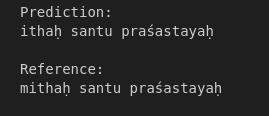 Prediction:
ithaḥ santu praśastayaḥ
Reference:
mithaḥ santu praśastayaḥ